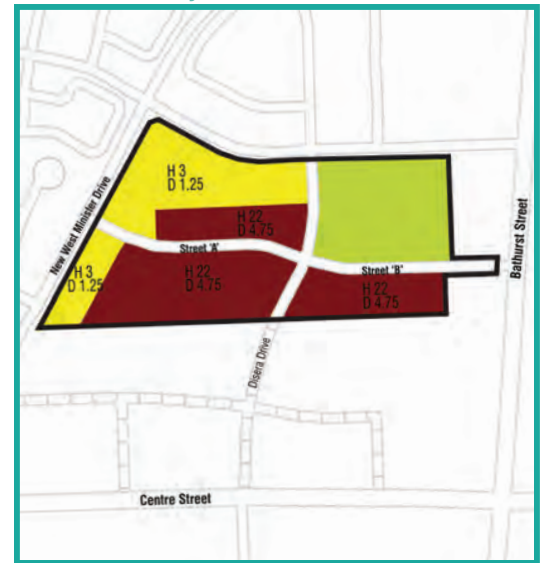 H 3
D 1.25
H 22
D 4.75
New West Minister Drive
Street 'A'
Bathurst Street
H 3
D 1.25
H 22
D 4.75
Street 'B'
H 22
D 4.75
Disera Drive
Centre Street